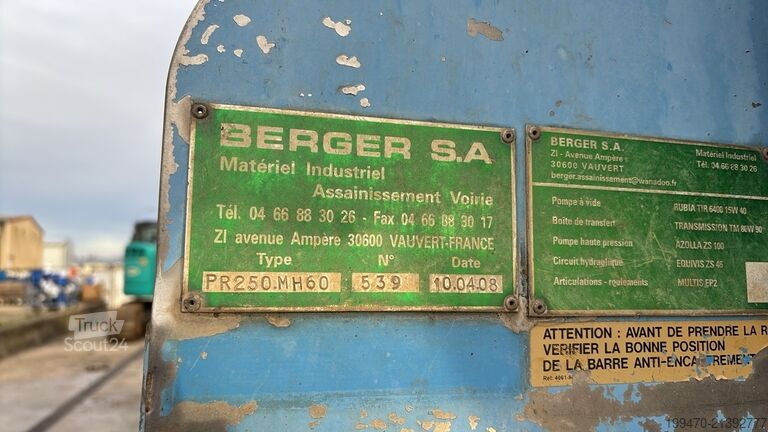 BERGER S.A
Matériel Industriel
Assainissement Voirie
Tél. 04 66 88 30 26 - Fax 04 66 88 30 17
ZI avenue Ampère 30600 VAUVERT-FRANCE
Type N° Date
PR250.MH60 539 10.04.08
BERGER S.A.
ZI - Avenue Ampère Matériel Industriel
30600 VAUVERT Tél. 04 66 88 30 26
berger.assainissement@wanadoo.fr
Pompe à vide RUBIA TIR 6400 15W 40
Boite de transfert TRANSMISSION TM 80W 90
Pompe haute pression AZOLLA ZS 100
Circuit hydraulique EQUIVIS ZS 46
Articulations - roulements MULTIS EP2
ATTENTION : AVANT DE PRENDRE LA R
VERIFIER LA BONNE POSITION
DE LA BARRE ANTI-ENCASTREMENT
Truck
Scout24
199470-21392777